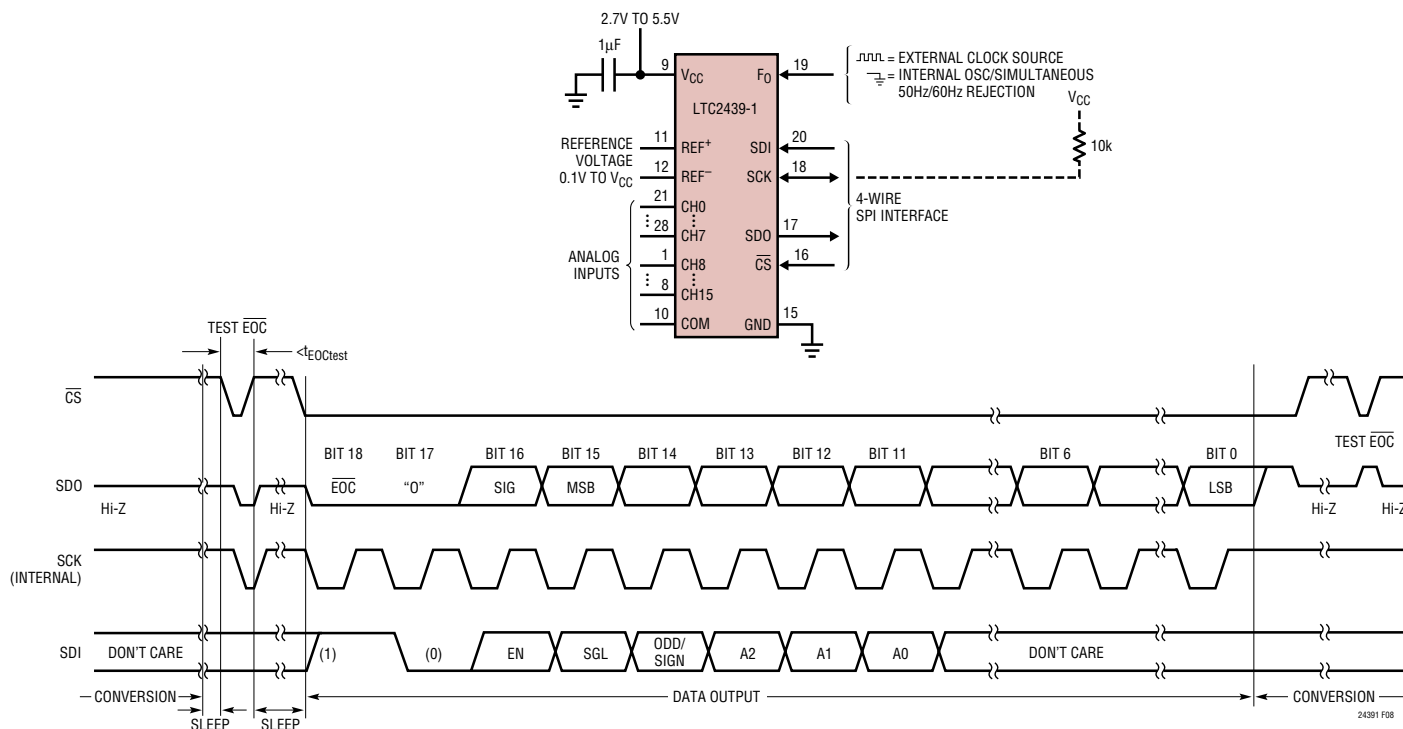 2.7V TO 5.5V
1µF
9
VCC
FO
19
= EXTERNAL CLOCK SOURCE
= INTERNAL OSC/SIMULTANEOUS
50Hz/60Hz REJECTION
LTC2439-1
VCC
10k
REFERENCE
VOLTAGE
0.1V TO VCC
11
REF+
12
REF–
SDI
20
SCK
18
4-WIRE
SPI INTERFACE
ANALOG
INPUTS
21
CH0
28
CH7
1
CH8
8
CH15
10
COM
SDO
17
CS
16
GND
15
TEST EOC
<tEOCtest
CS
BIT 18 BIT 17 BIT 16 BIT 15 BIT 14 BIT 13 BIT 12 BIT 11 BIT 6 BIT 0
TEST EOC
SDO
EOC "O" SIG MSB LSB
Hi-Z Hi-Z Hi-Z Hi-Z
SCK
(INTERNAL)
SDI
DON'T CARE (1) (0) EN SGL ODD/
SIGN A2 A1 A0 DON'T CARE
CONVERSION DATA OUTPUT CONVERSION
SLEEP SLEEP
24391 F08